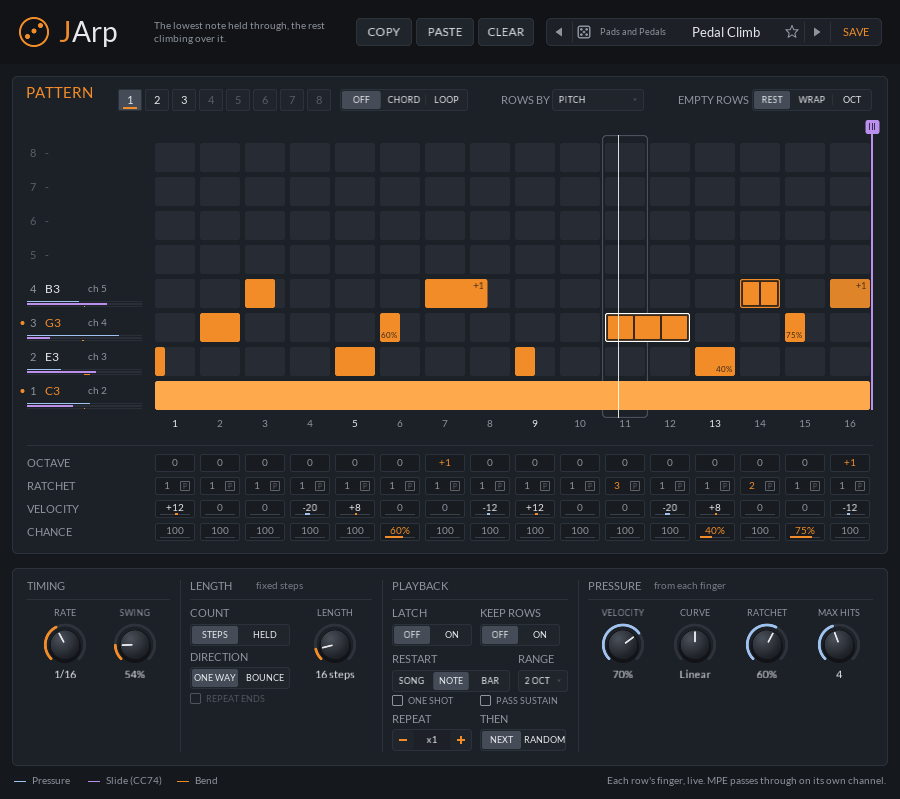 JArp
The lowest note held through, the rest
climbing over it.
COPY PASTE CLEAR
Pads and Pedals Pedal Climb SAVE
PATTERN
1 2 3 4 5 6 7 8
OFF CHORD LOOP
ROWS BY PITCH
EMPTY ROWS REST WRAP OCT
8 -
7 -
6 -
5 -
4 B3 ch 5 +1 +1
3 G3 ch 4 60% 75%
2 E3 ch 3 40%
1 C3 ch 2
1 2 3 4 5 6 7 8 9 10 11 12 13 14 15 16
OCTAVE 0 0 0 0 0 0 +1 0 0 0 0 0 0 0 0 +1
RATCHET 1 P 1 P 1 P 1 P 1 P 1 P 1 P 1 P 1 P 1 P 3 P 1 P 1 P 2 P 1 P 1 P
VELOCITY +12 0 0 -20 +8 0 0 -12 +12 0 0 -20 +8 0 0 -12
CHANCE 100 100 100 100 100 60% 100 100 100 100 100 100 40% 100 75% 100
TIMING
RATE SWING
1/16 54%
LENGTH fixed steps
COUNT LENGTH
STEPS HELD
DIRECTION
ONE WAY BOUNCE
16 steps
REPEAT ENDS
PLAYBACK
LATCH KEEP ROWS
OFF ON OFF ON
RESTART RANGE
SONG NOTE BAR 2 OCT
ONE SHOT PASS SUSTAIN
REPEAT THEN
x1 NEXT RANDOM
PRESSURE from each finger
VELOCITY CURVE RATCHET MAX HITS
70% Linear 60% 4
Pressure Slide (CC74) Bend
Each row's finger, live. MPE passes through on its own channel.